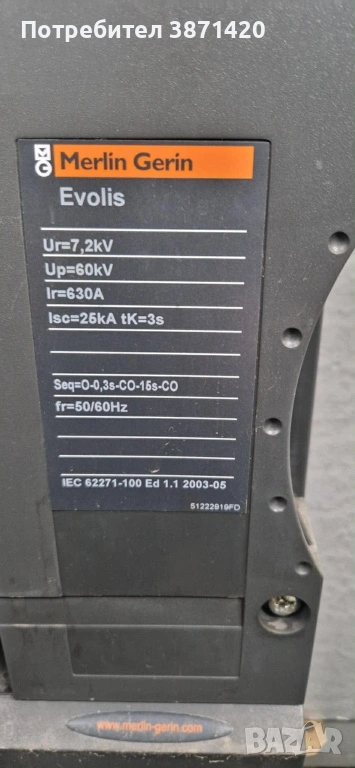 Потребител 3871420
MG Merlin Gerin
Evolis
Ur=7,2kV
Up=60kV
Ir=630A
Isc=25kA tK=3s
Seq=O-0,3s-CO-15s-CO
fr=50/60Hz
IEC 62271-100 Ed 1.1 2003-05
51222919FD
www.merlin-gerin.com
bazar